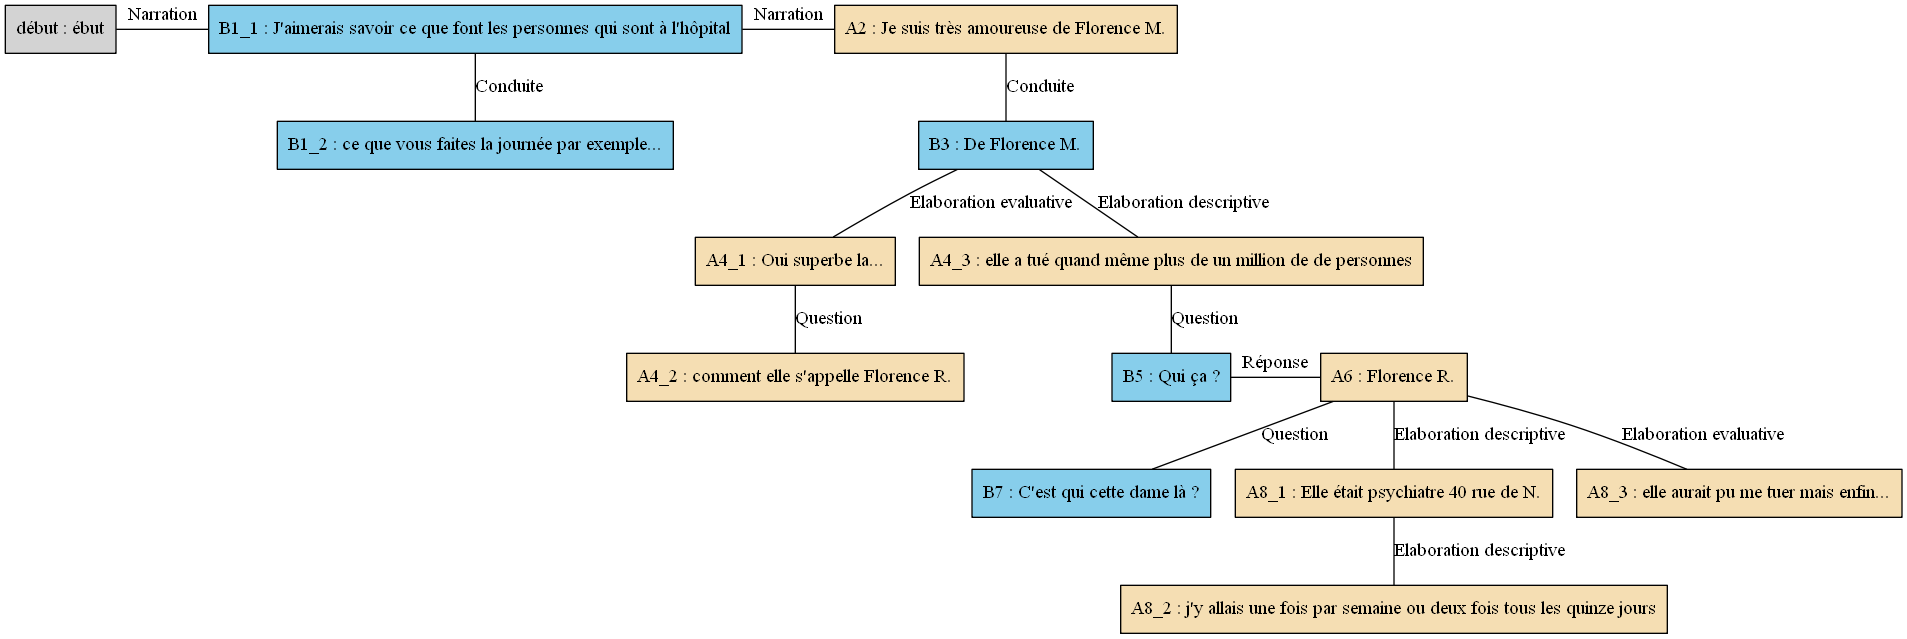 Narration
Narration
début : ébut
B1_1 : J'aimerais savoir ce que font les personnes qui sont à l'hôpital
A2 : Je suis très amoureuse de Florence M.
Conduite
Conduite
B1_2 : ce que vous faites la journée par exemple...
B3 : De Florence M.
Elaboration evaluative
Elaboration descriptive
A4_1 : Oui superbe la...
A4_3 : elle a tué quand même plus de un million de de personnes
Question
Question
A4_2 : comment elle s'appelle Florence R.
B5 : Qui ça ?
Réponse
A6 : Florence R.
Question
Elaboration descriptive
Elaboration evaluative
B7 : C'est qui cette dame là ?
A8_1 : Elle était psychiatre 40 rue de N.
A8_3 : elle aurait pu me tuer mais enfin...
Elaboration descriptive
A8_2 : j'y allais une fois par semaine ou deux fois tous les quinze jours